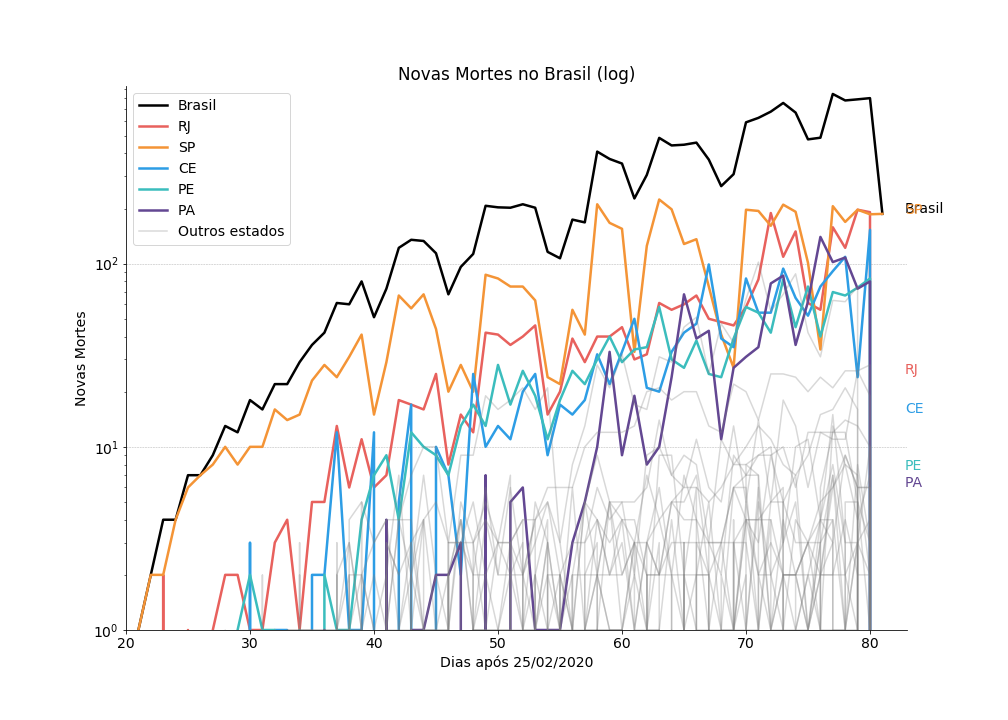 Novas Mortes no Brasil (log)
Brasil
RJ
SP
CE
PE
PA
Outros estados
Novas Mortes
10²
10¹
10⁰
Brasil
SP
RJ
CE
PE
PA
20 30 40 50 60 70 80
Dias após 25/02/2020